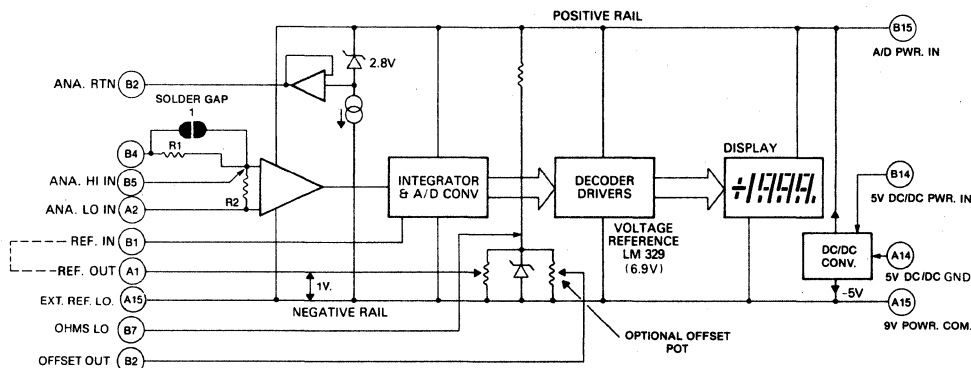 POSITIVE RAIL
B15
A/D PWR. IN
2.8V
ANA. RTN B2
SOLDER GAP
1
B4
R1
ANA. HI IN B5
R2
ANA. LO IN A2
INTEGRATOR
& A/D CONV
DECODER
DRIVERS
DISPLAY
+1.9.9.9.
B14
5V DC/DC PWR. IN
REF. IN B1
VOLTAGE
REFERENCE
LM 329
(6.9V)
DC/DC
CONV.
A14
5V DC/DC GND
REF. OUT A1
1V.
-5V
EXT. REF. LO. A15
NEGATIVE RAIL
A15
9V POWR. COM.
OHMS LO B7
OPTIONAL OFFSET
POT
OFFSET OUT B2